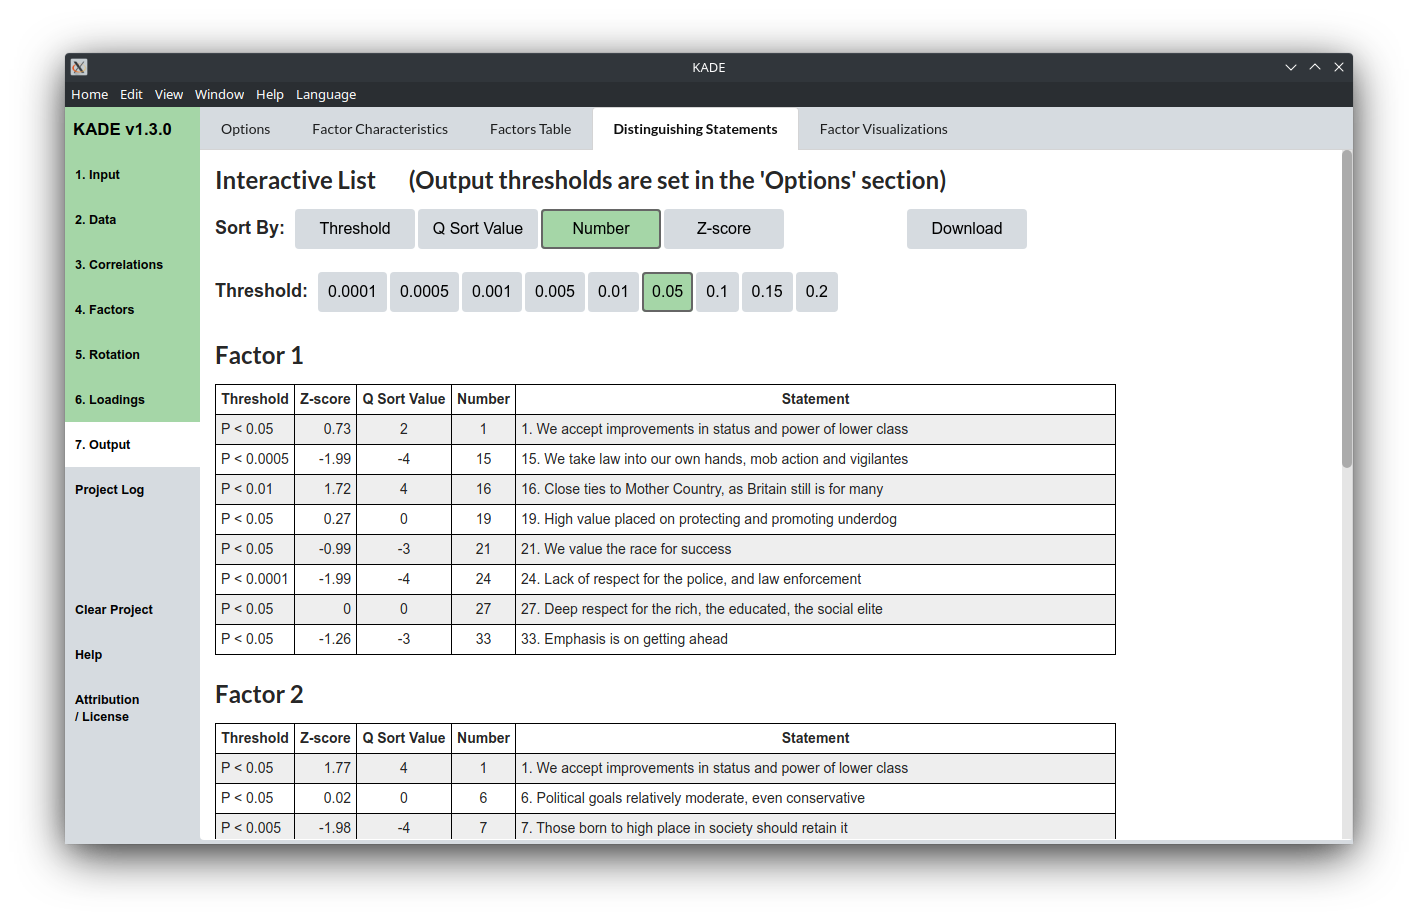 KADE
Home Edit View Window Help Language
KADE v1.3.0
1. Input
2. Data
3. Correlations
4. Factors
5. Rotation
6. Loadings
7. Output
Project Log
Clear Project
Help
Attribution
/ License
Options Factor Characteristics Factors Table Distinguishing Statements Factor Visualizations
Interactive List (Output thresholds are set in the 'Options' section)
Sort By: Threshold Q Sort Value Number Z-score Download
Threshold: 0.0001 0.0005 0.001 0.005 0.01 0.05 0.1 0.15 0.2
Factor 1
Threshold Z-score Q Sort Value Number Statement
P < 0.05 0.73 2 1 1. We accept improvements in status and power of lower class
P < 0.0005 -1.99 -4 15 15. We take law into our own hands, mob action and vigilantes
P < 0.01 1.72 4 16 16. Close ties to Mother Country, as Britain still is for many
P < 0.05 0.27 0 19 19. High value placed on protecting and promoting underdog
P < 0.05 -0.99 -3 21 21. We value the race for success
P < 0.0001 -1.99 -4 24 24. Lack of respect for the police, and law enforcement
P < 0.05 0 0 27 27. Deep respect for the rich, the educated, the social elite
P < 0.05 -1.26 -3 33 33. Emphasis is on getting ahead
Factor 2
Threshold Z-score Q Sort Value Number Statement
P < 0.05 1.77 4 1 1. We accept improvements in status and power of lower class
P < 0.05 0.02 0 6 6. Political goals relatively moderate, even conservative
P < 0.005 -1.98 -4 7 7. Those born to high place in society should retain it